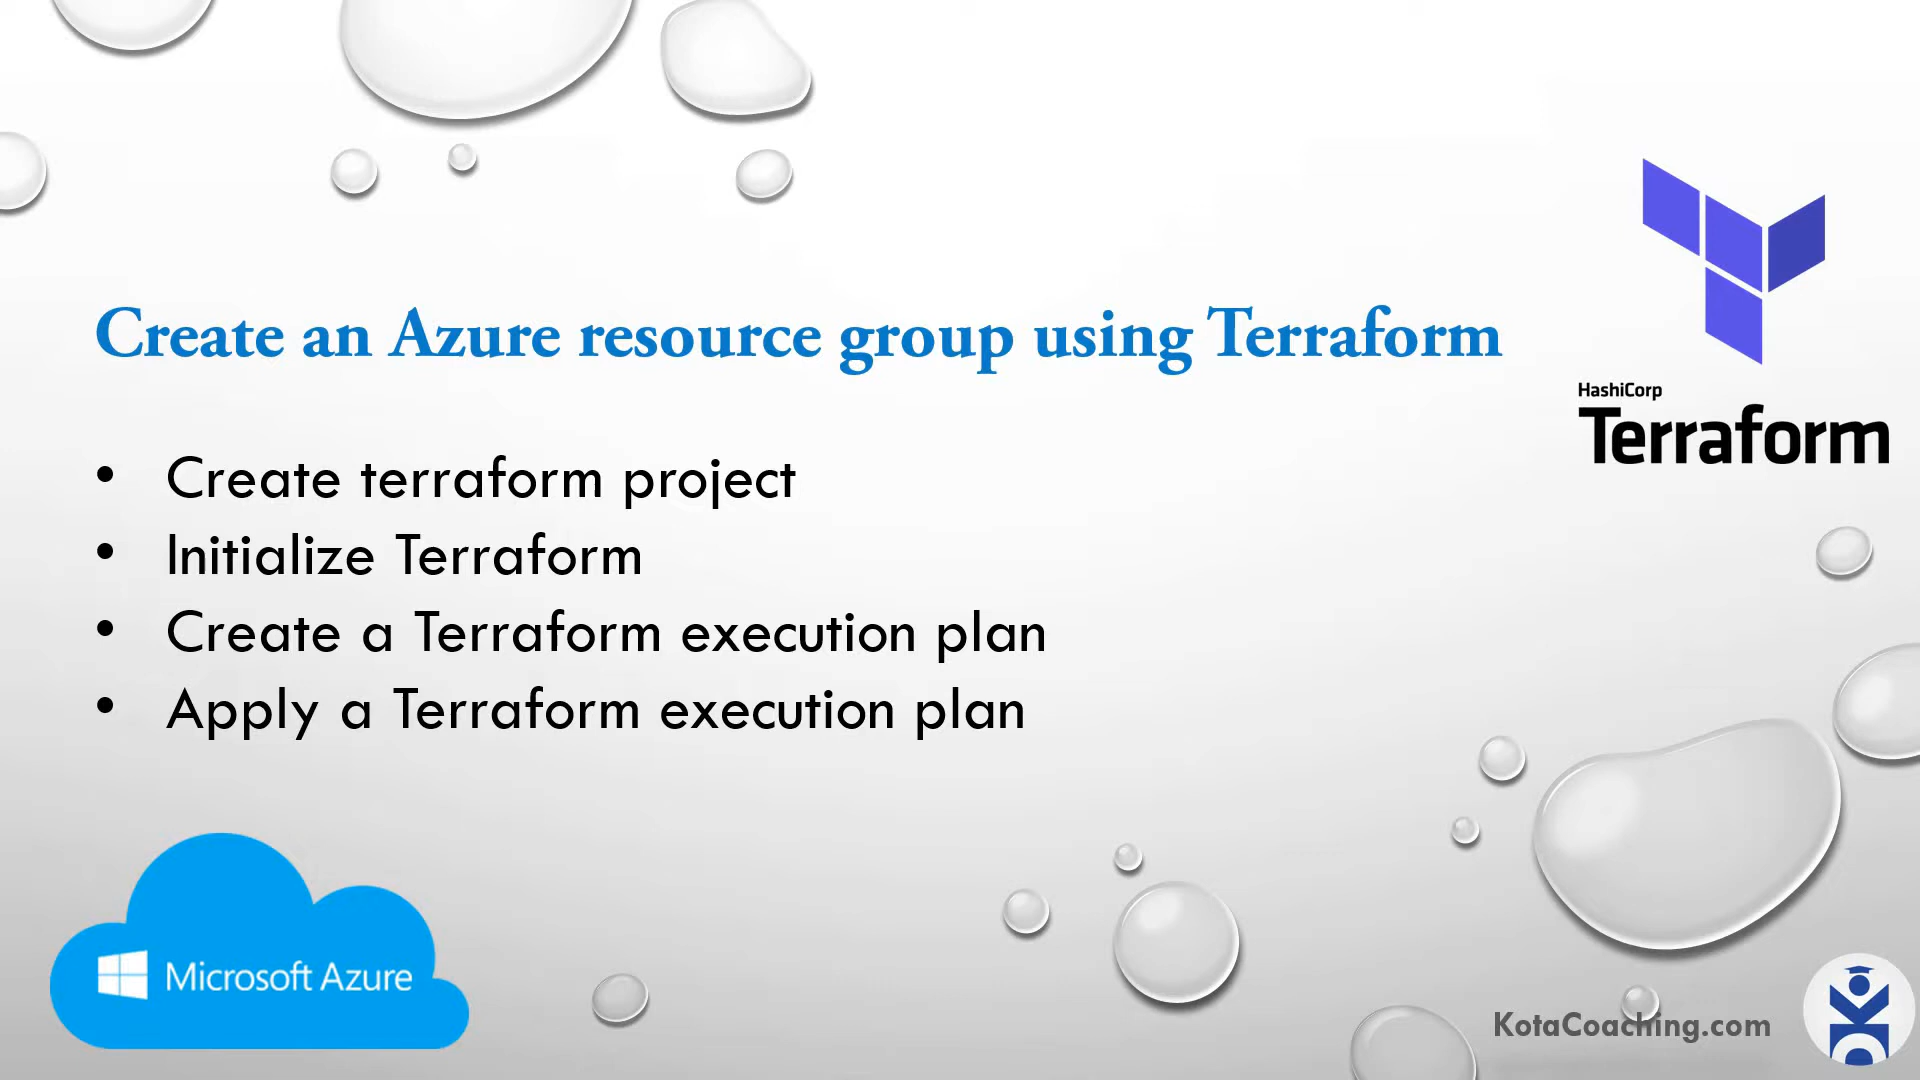 Create an Azure resource group using Terraform
HashiCorp
Terraform
• Create terraform project
• Initialize Terraform
• Create a Terraform execution plan
• Apply a Terraform execution plan
Microsoft Azure
KotaCoaching.com